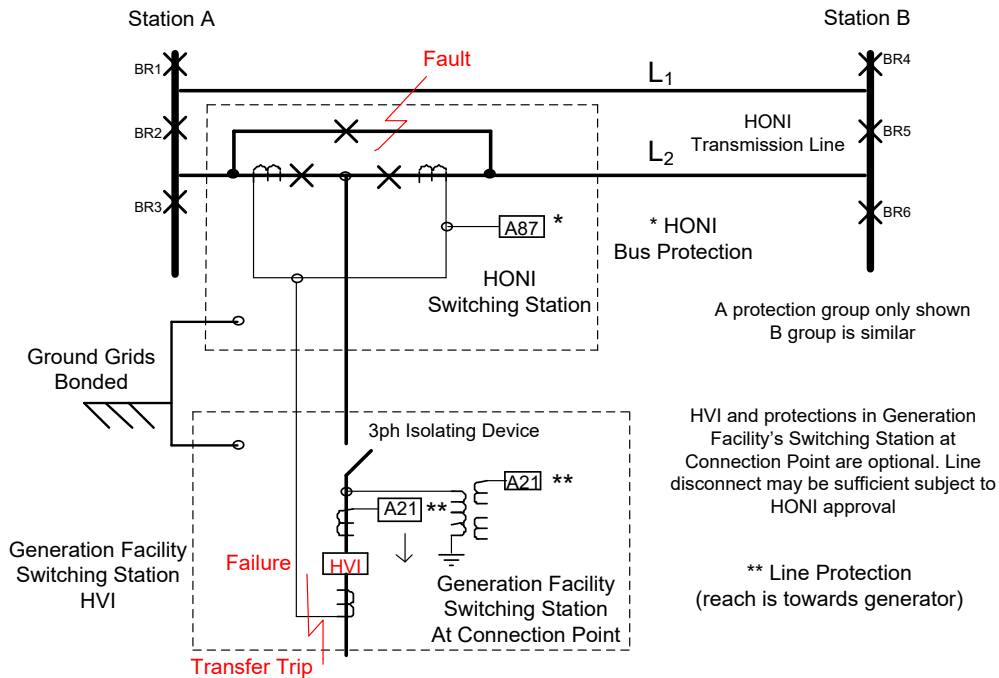 Station A
Station B
BR1
BR4
Fault
L1
BR2
HONI
Transmission Line
BR5
L2
BR3
BR6
A87 *
* HONI
Bus Protection
HONI
Switching Station
A protection group only shown
B group is similar
Ground Grids
Bonded
3ph Isolating Device
HVI and protections in Generation
Facility’s Switching Station at
Connection Point are optional. Line
disconnect may be sufficient subject to
HONI approval
A21 **
A21 **
Generation Facility
Switching Station
HVI
Failure
HVI
Generation Facility
Switching Station
At Connection Point
** Line Protection
(reach is towards generator)
Transfer Trip